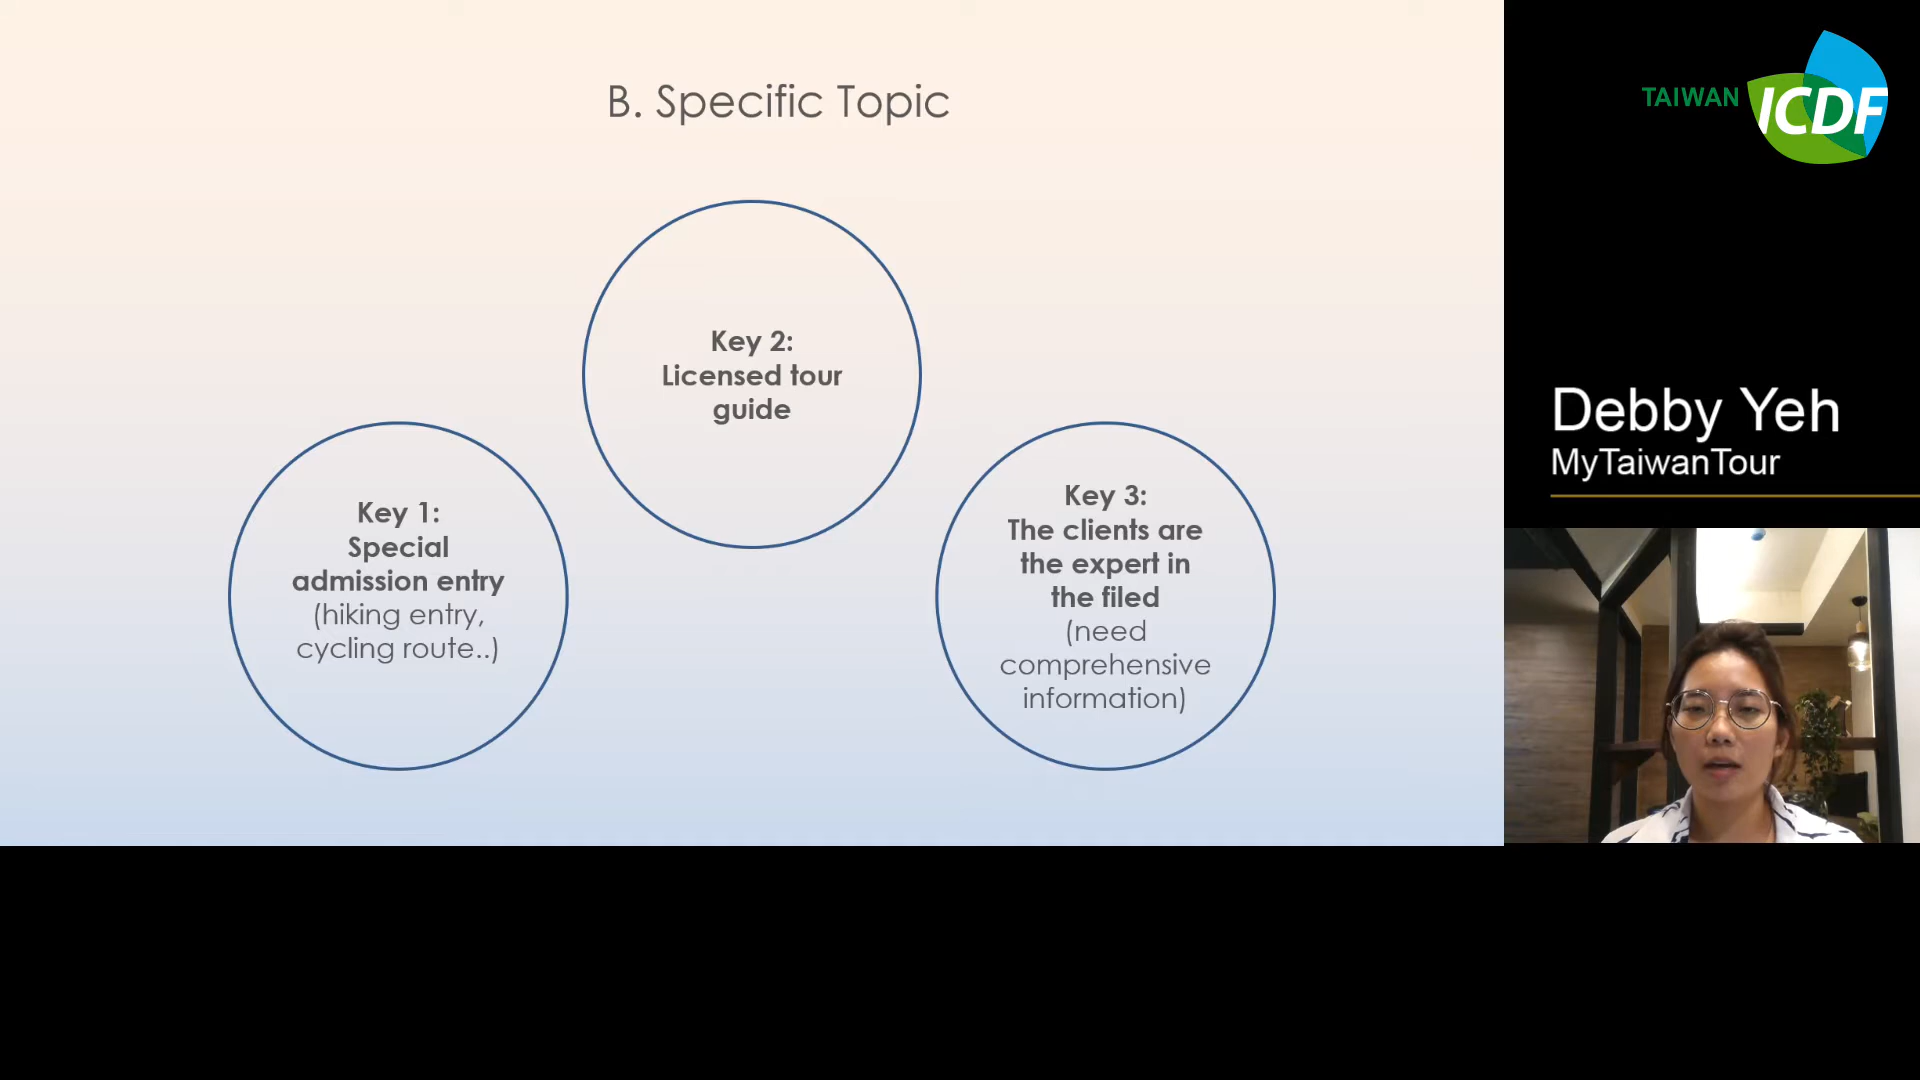 B. Specific Topic
Key 1:
Special
admission entry
(hiking entry,
cycling route..)
Key 2:
Licensed tour
guide
Key 3:
The clients are
the expert in
the filed
(need
comprehensive
information)
TAIWAN ICDF
Debby Yeh
MyTaiwanTour